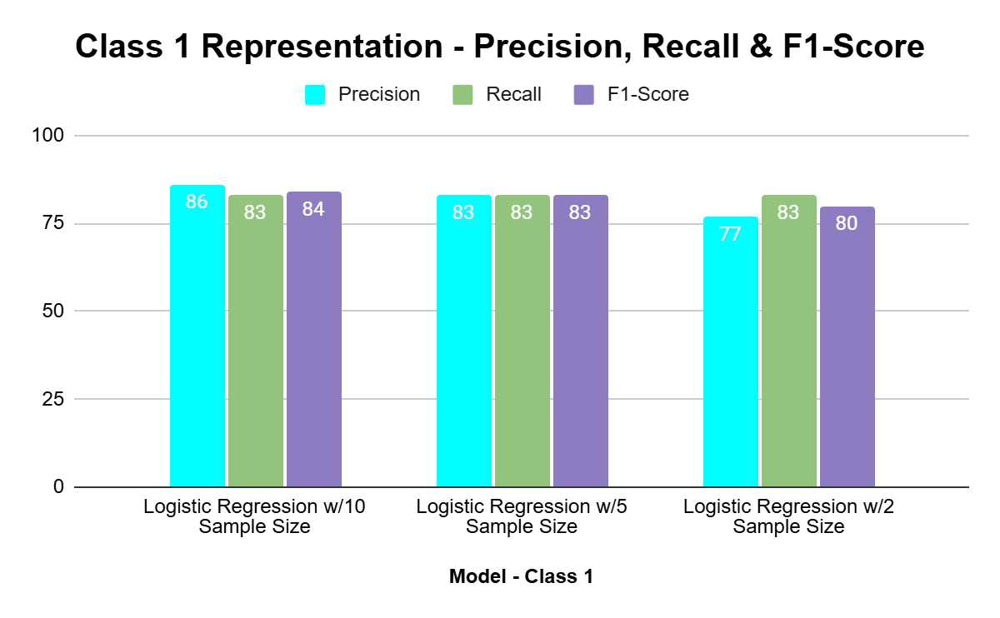 Class 1 Representation - Precision, Recall & F1-Score
Precision Recall F1-Score
100
75
50
25
0
86 83 84
83 83 83
77 83 80
Logistic Regression w/10
Sample Size
Logistic Regression w/5
Sample Size
Logistic Regression w/2
Sample Size
Model - Class 1